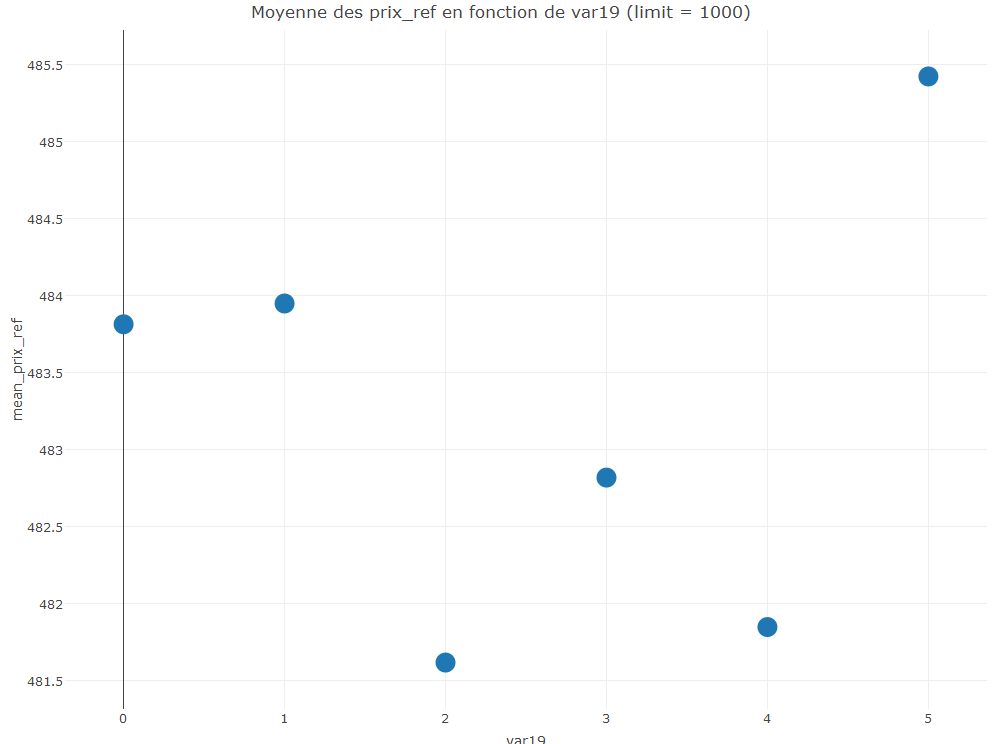 Moyenne des prix_ref en fonction de var19 (limit = 1000)
485.5
485
484.5
484
483.5
483
482.5
482
481.5
mean_prix_ref
0 1 2 3 4 5
var19